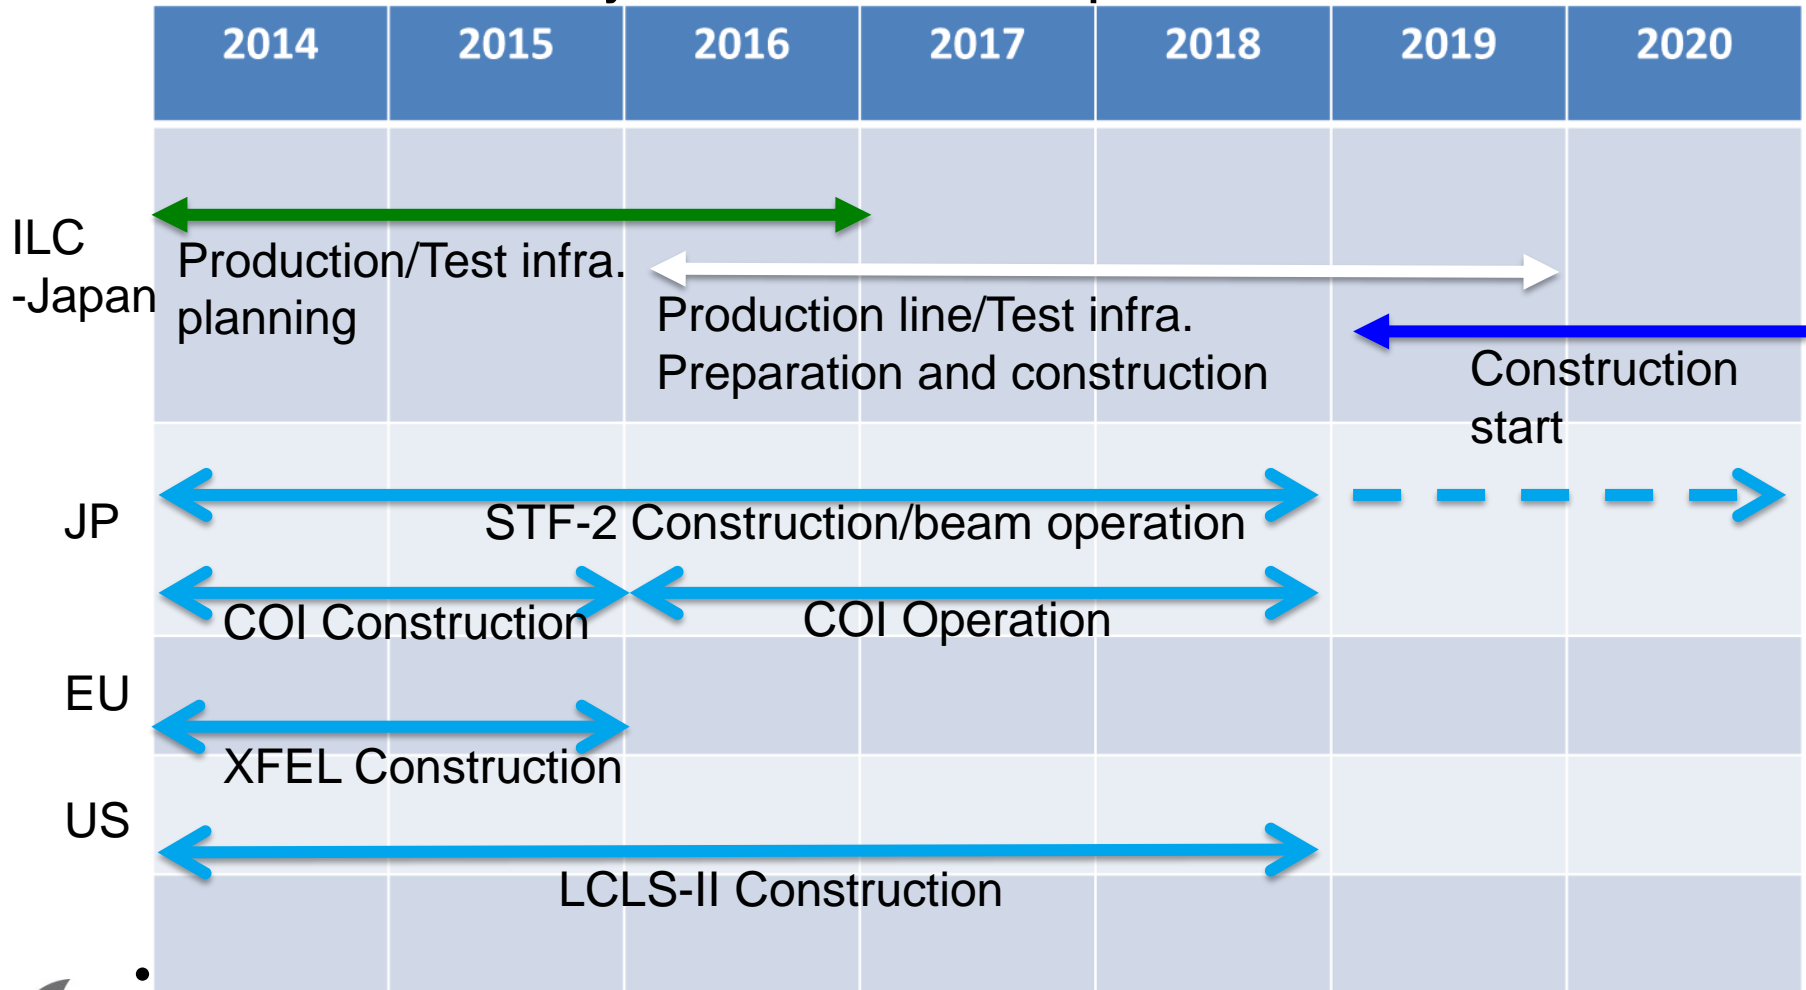 2014 2015 2016 2017 2018 2019 2020
ILC
-Japan
Production/Test infra.
planning
Production line/Test infra.
Preparation and construction
Construction
start
JP
STF-2 Construction/beam operation
COI Construction
COI Operation
EU
XFEL Construction
US
LCLS-II Construction
•